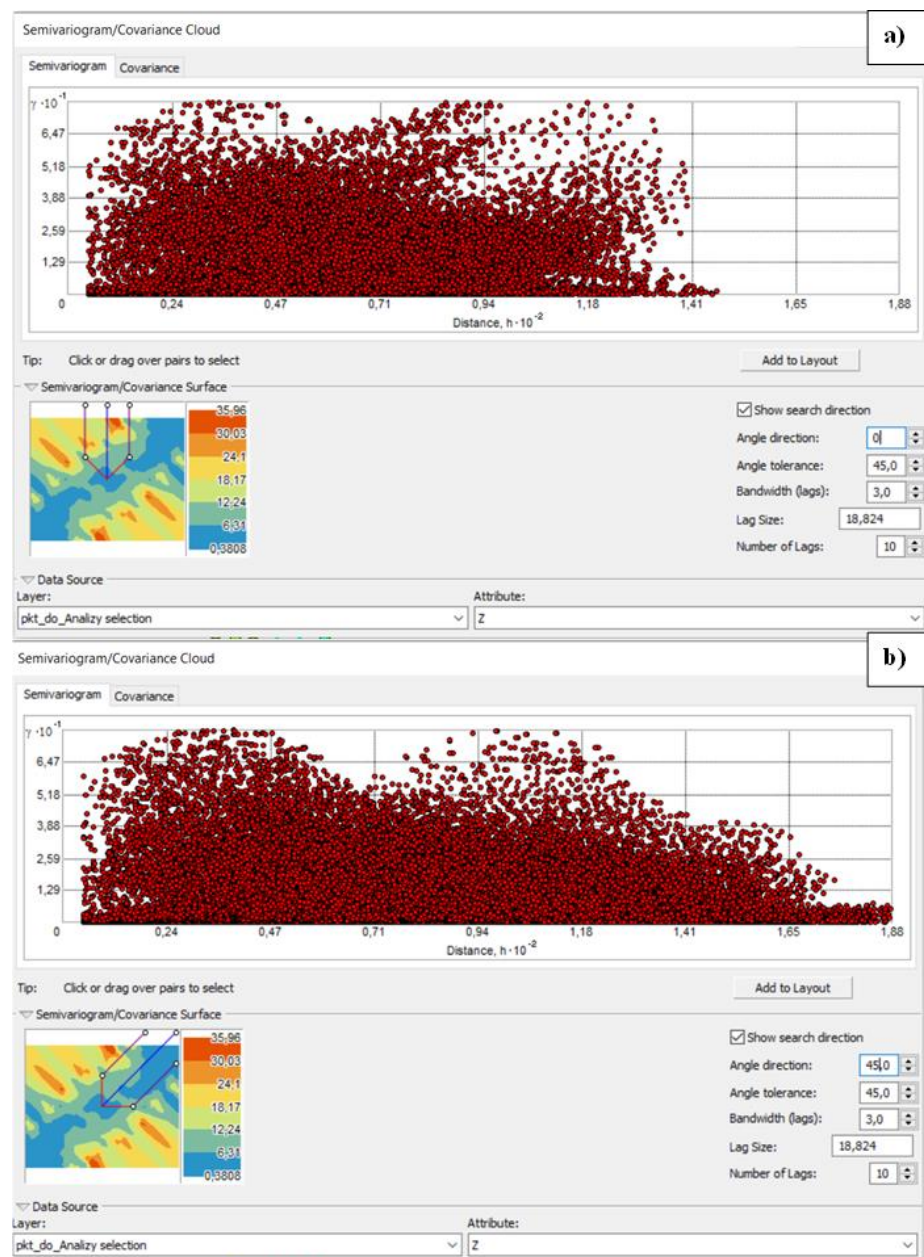 Semivariogram/Covariance Cloud
a)
Semivariogram Covariance
γ·10⁻¹
6,47
5,18
3,88
2,59
1,29
0 0,24 0,47 0,71 0,94 1,18 1,41 1,65 1,88
Distance, h·10⁻²
Tip: Click or drag over pairs to select Add to Layout
Semivariogram/Covariance Surface
35,96
30,03
24,1
18,17
12,24
6,31
0,3808
Show search direction
Angle direction: 0
Angle tolerance: 45,0
Bandwidth (lags): 3,0
Lag Size: 18,824
Number of Lags: 10
Data Source
Layer: Attribute:
pkt_do_Analizy selection Z
Semivariogram/Covariance Cloud
b)
Semivariogram Covariance
γ·10⁻¹
6,47
5,18
3,88
2,59
1,29
0 0,24 0,47 0,71 0,94 1,18 1,41 1,65 1,88
Distance, h·10⁻²
Tip: Click or drag over pairs to select Add to Layout
Semivariogram/Covariance Surface
35,96
30,03
24,1
18,17
12,24
6,31
0,3808
Show search direction
Angle direction: 45,0
Angle tolerance: 45,0
Bandwidth (lags): 3,0
Lag Size: 18,824
Number of Lags: 10
Data Source
Layer: Attribute:
pkt_do_Analizy selection Z